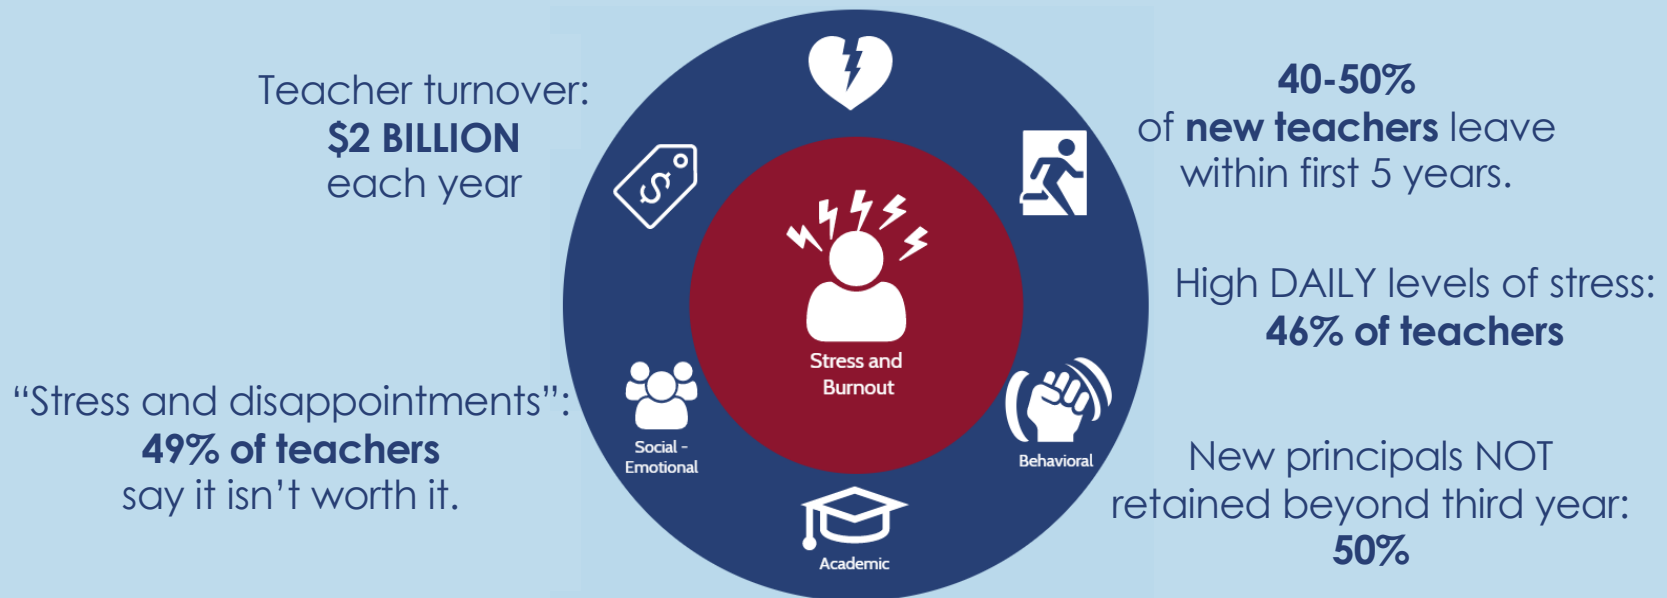 Teacher turnover:
$2 BILLION
each year
40-50%
of new teachers leave
within first 5 years.
$
High DAILY levels of stress:
46% of teachers
Stress and
Burnout
“Stress and disappointments”:
49% of teachers
say it isn’t worth it.
Social -
Emotional
Behavioral
New principals NOT
retained beyond third year:
50%
Academic